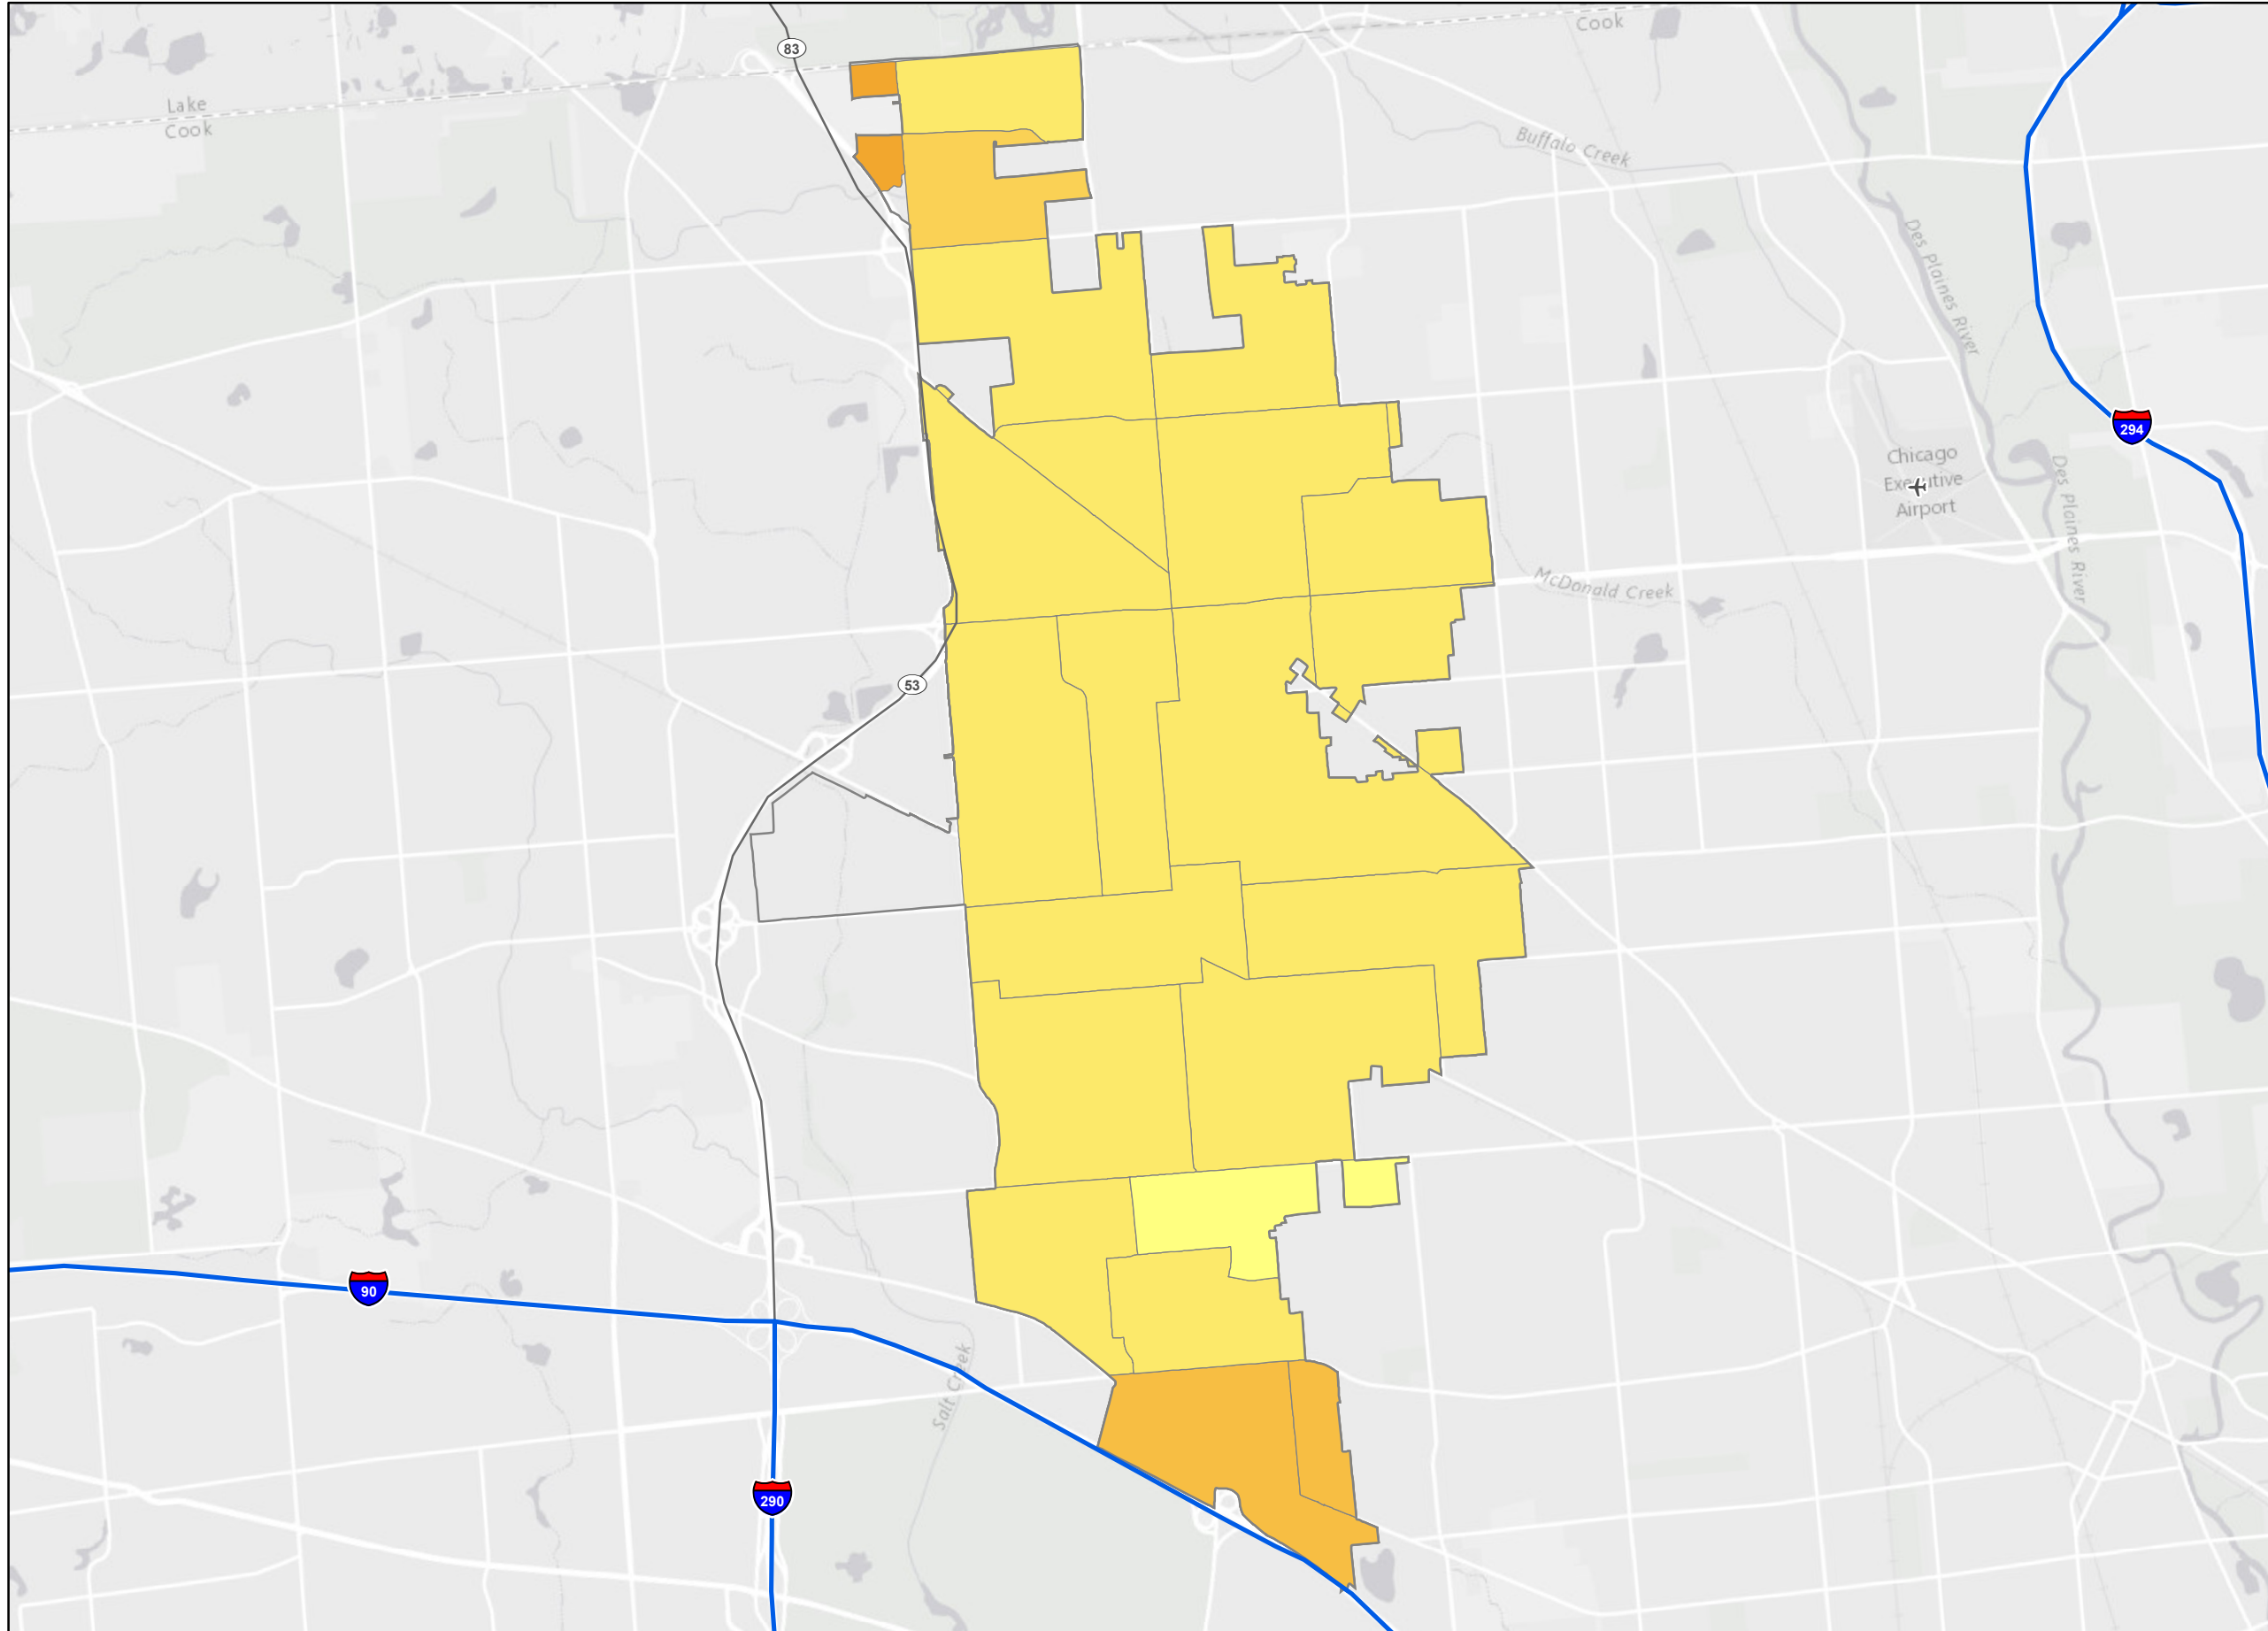 Cook
83
Lake
Cook
Buffalo Creek
Des Plaines River
294
Chicago
Executive
Airport
Des Plaines River
McDonald Creek
53
90
Salt Creek
290